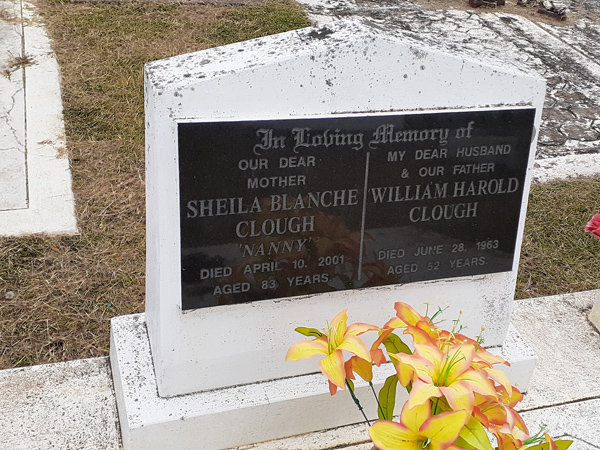 In Loving Memory of
OUR DEAR
MOTHER
SHEILA BLANCHE
CLOUGH
'NANNY'
DIED APRIL 10. 2001
AGED 83 YEARS
MY DEAR HUSBAND
& OUR FATHER
WILLIAM HAROLD
CLOUGH
DIED JUNE 28. 1963
AGED 52 YEARS.